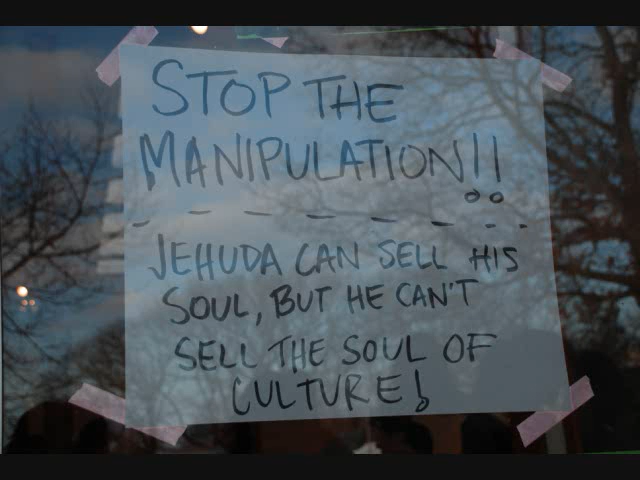 STOP THE
MANIPULATION!!
JEHUDA CAN SELL HIS
SOUL, BUT HE CAN'T
SELL THE SOUL OF
CULTURE!